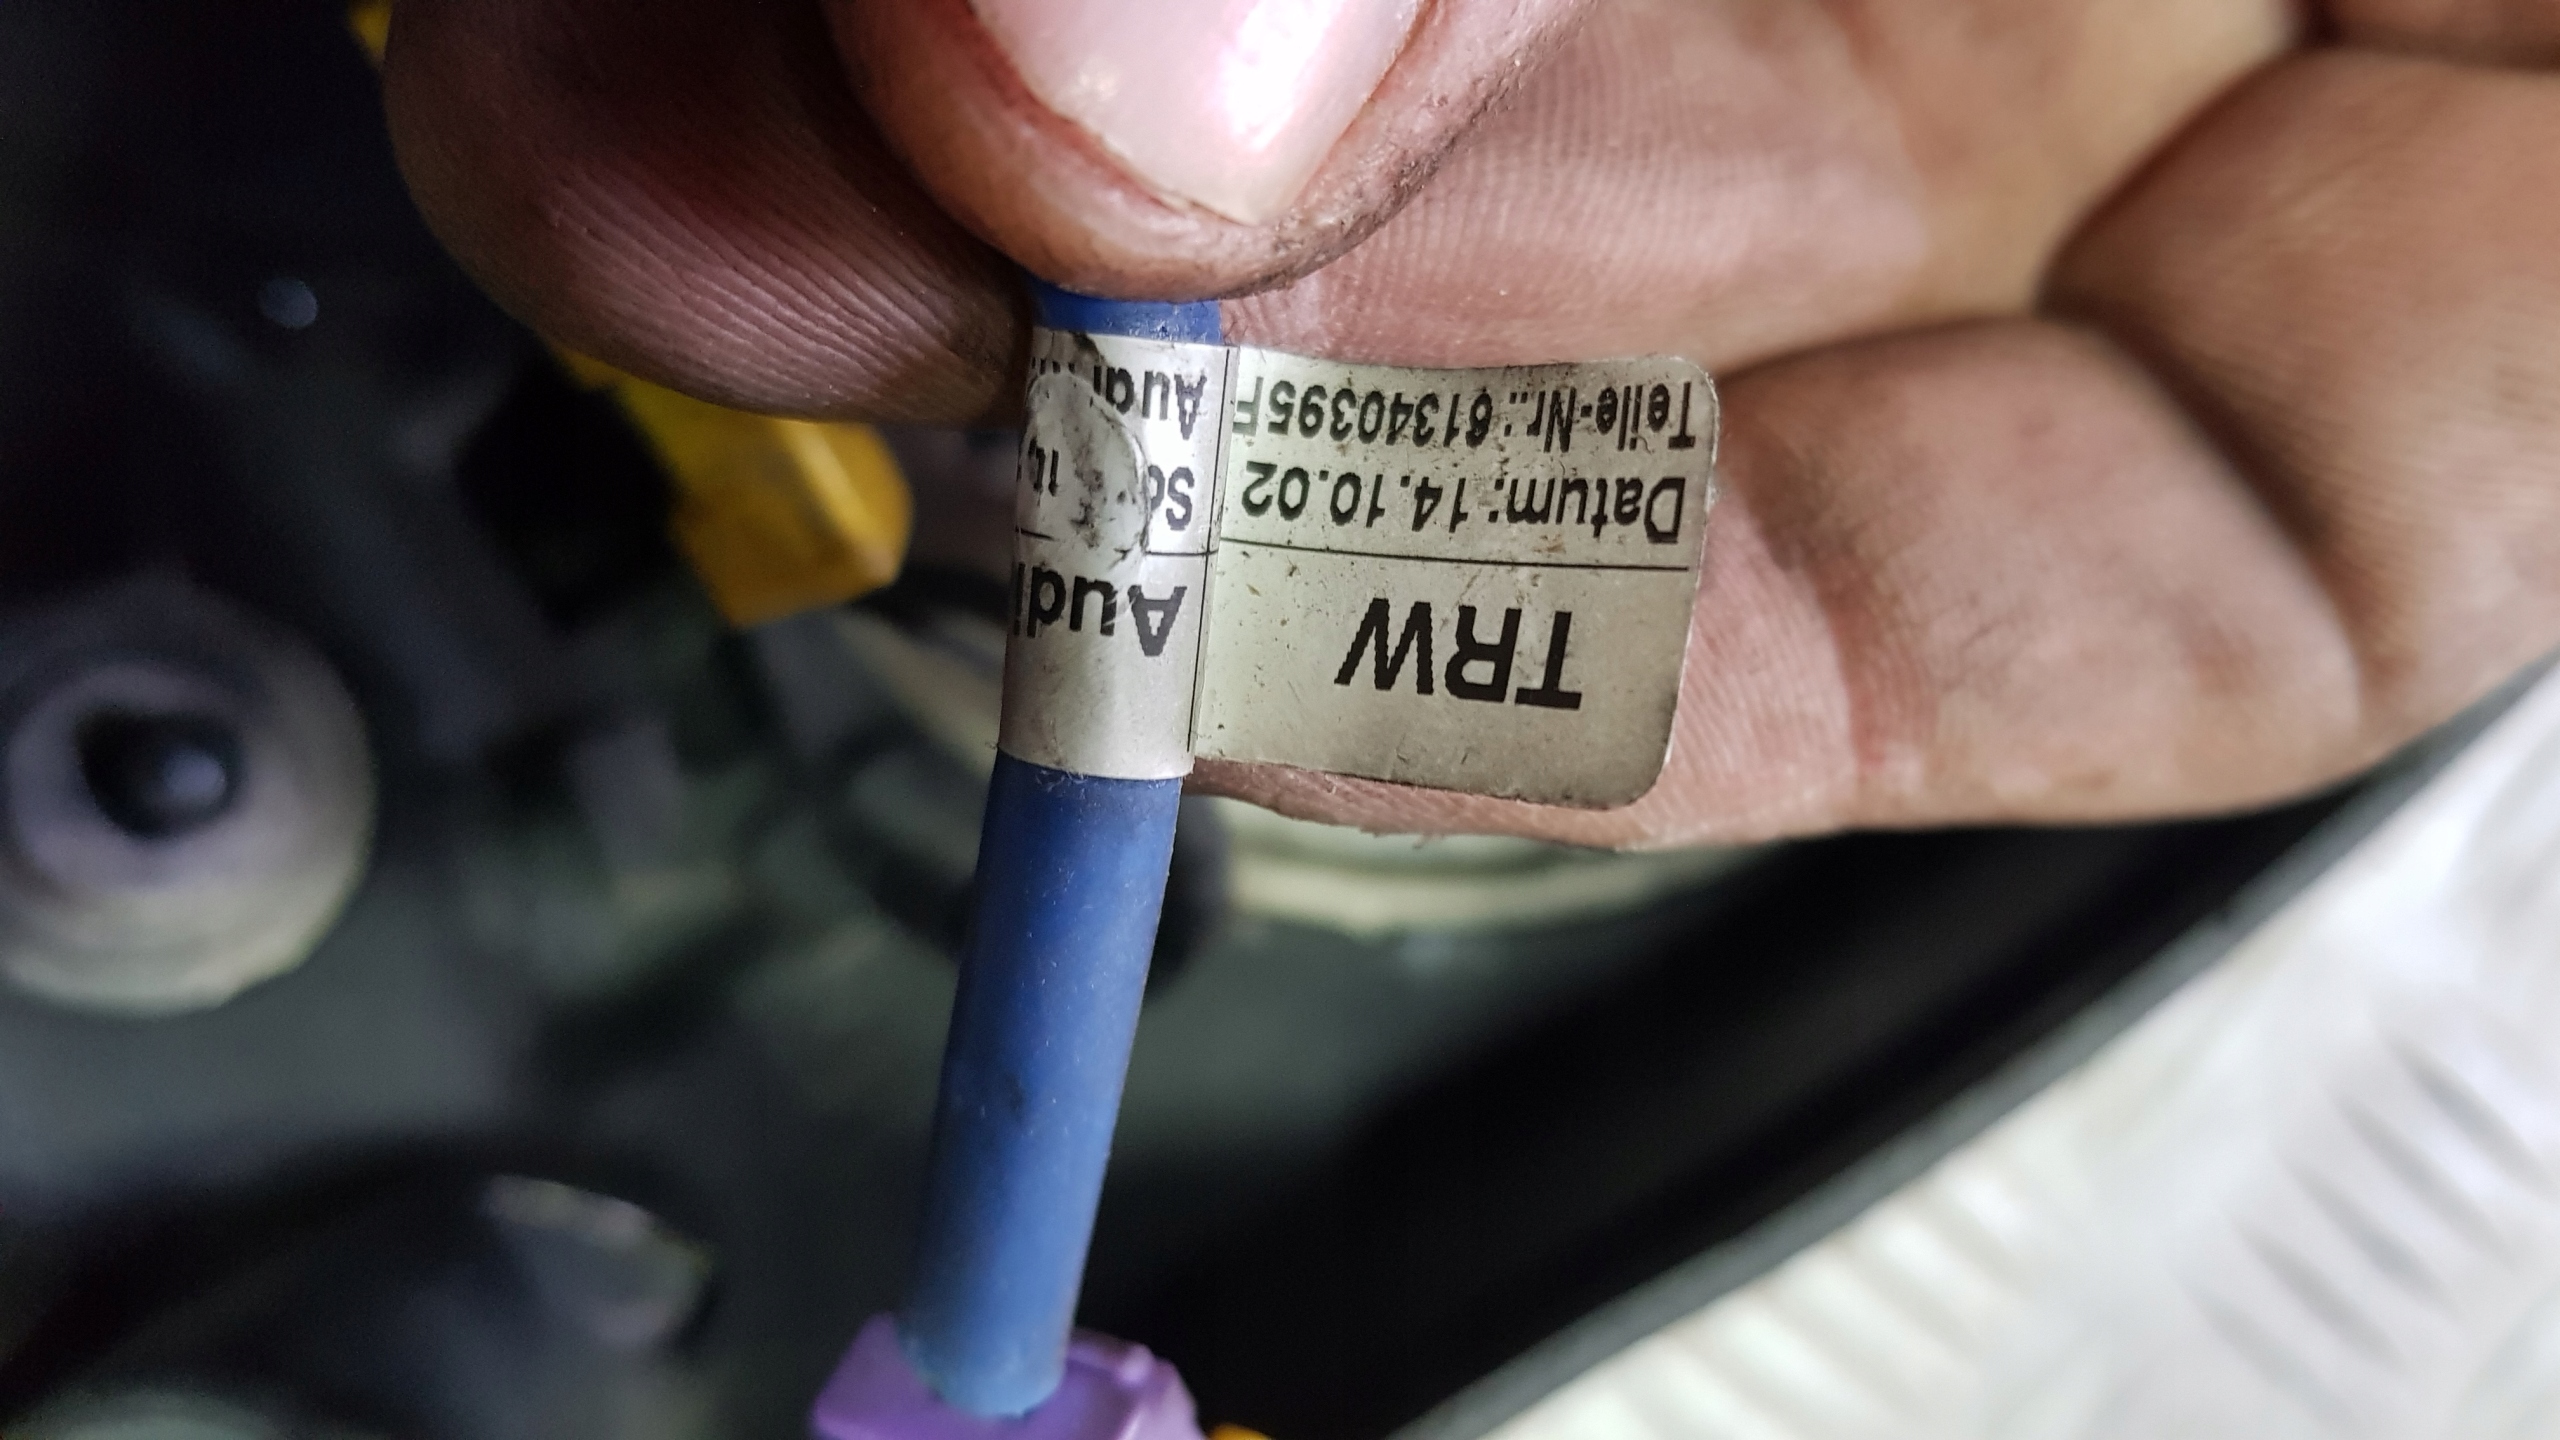 TRW
Datum: 14.10.02
Teile-Nr.: 61340395F
Audi
Audi